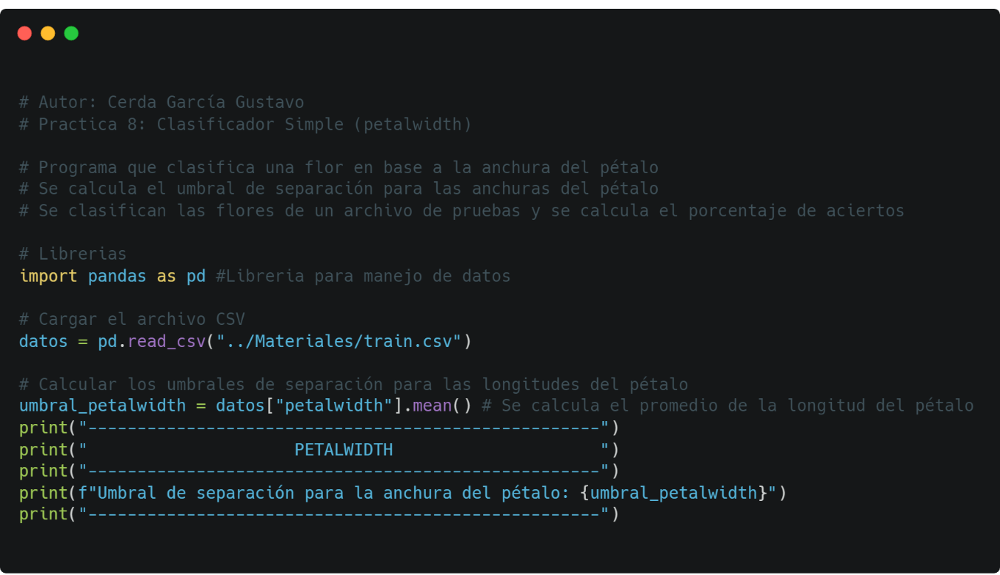 # Autor: Cerda García Gustavo
# Practica 8: Clasificador Simple (petalwidth)
# Programa que clasifica una flor en base a la anchura del pétalo
# Se calcula el umbral de separación para las anchuras del pétalo
# Se clasifican las flores de un archivo de pruebas y se calcula el porcentaje de aciertos
# Librerias
import pandas as pd #Libreria para manejo de datos
# Cargar el archivo CSV
datos = pd.read_csv("../Materiales/train.csv")
# Calcular los umbrales de separación para las longitudes del pétalo
umbral_petalwidth = datos["petalwidth"].mean() # Se calcula el promedio de la longitud del pétalo
print("----------------------------------------------------")
print("                     PETALWIDTH                     ")
print("----------------------------------------------------")
print(f"Umbral de separación para la anchura del pétalo: {umbral_petalwidth}")
print("----------------------------------------------------")